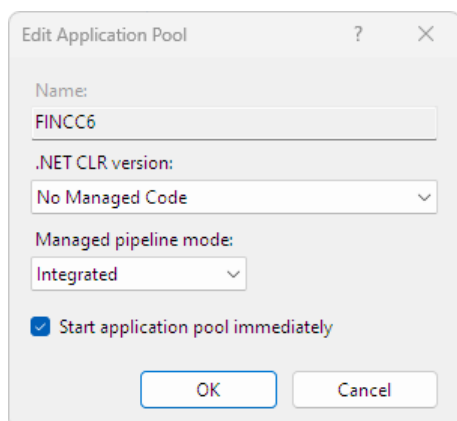 Edit Application Pool
?
Name:
FINCC6
.NET CLR version:
No Managed Code
Managed pipeline mode:
Integrated
Start application pool immediately
OK
Cancel